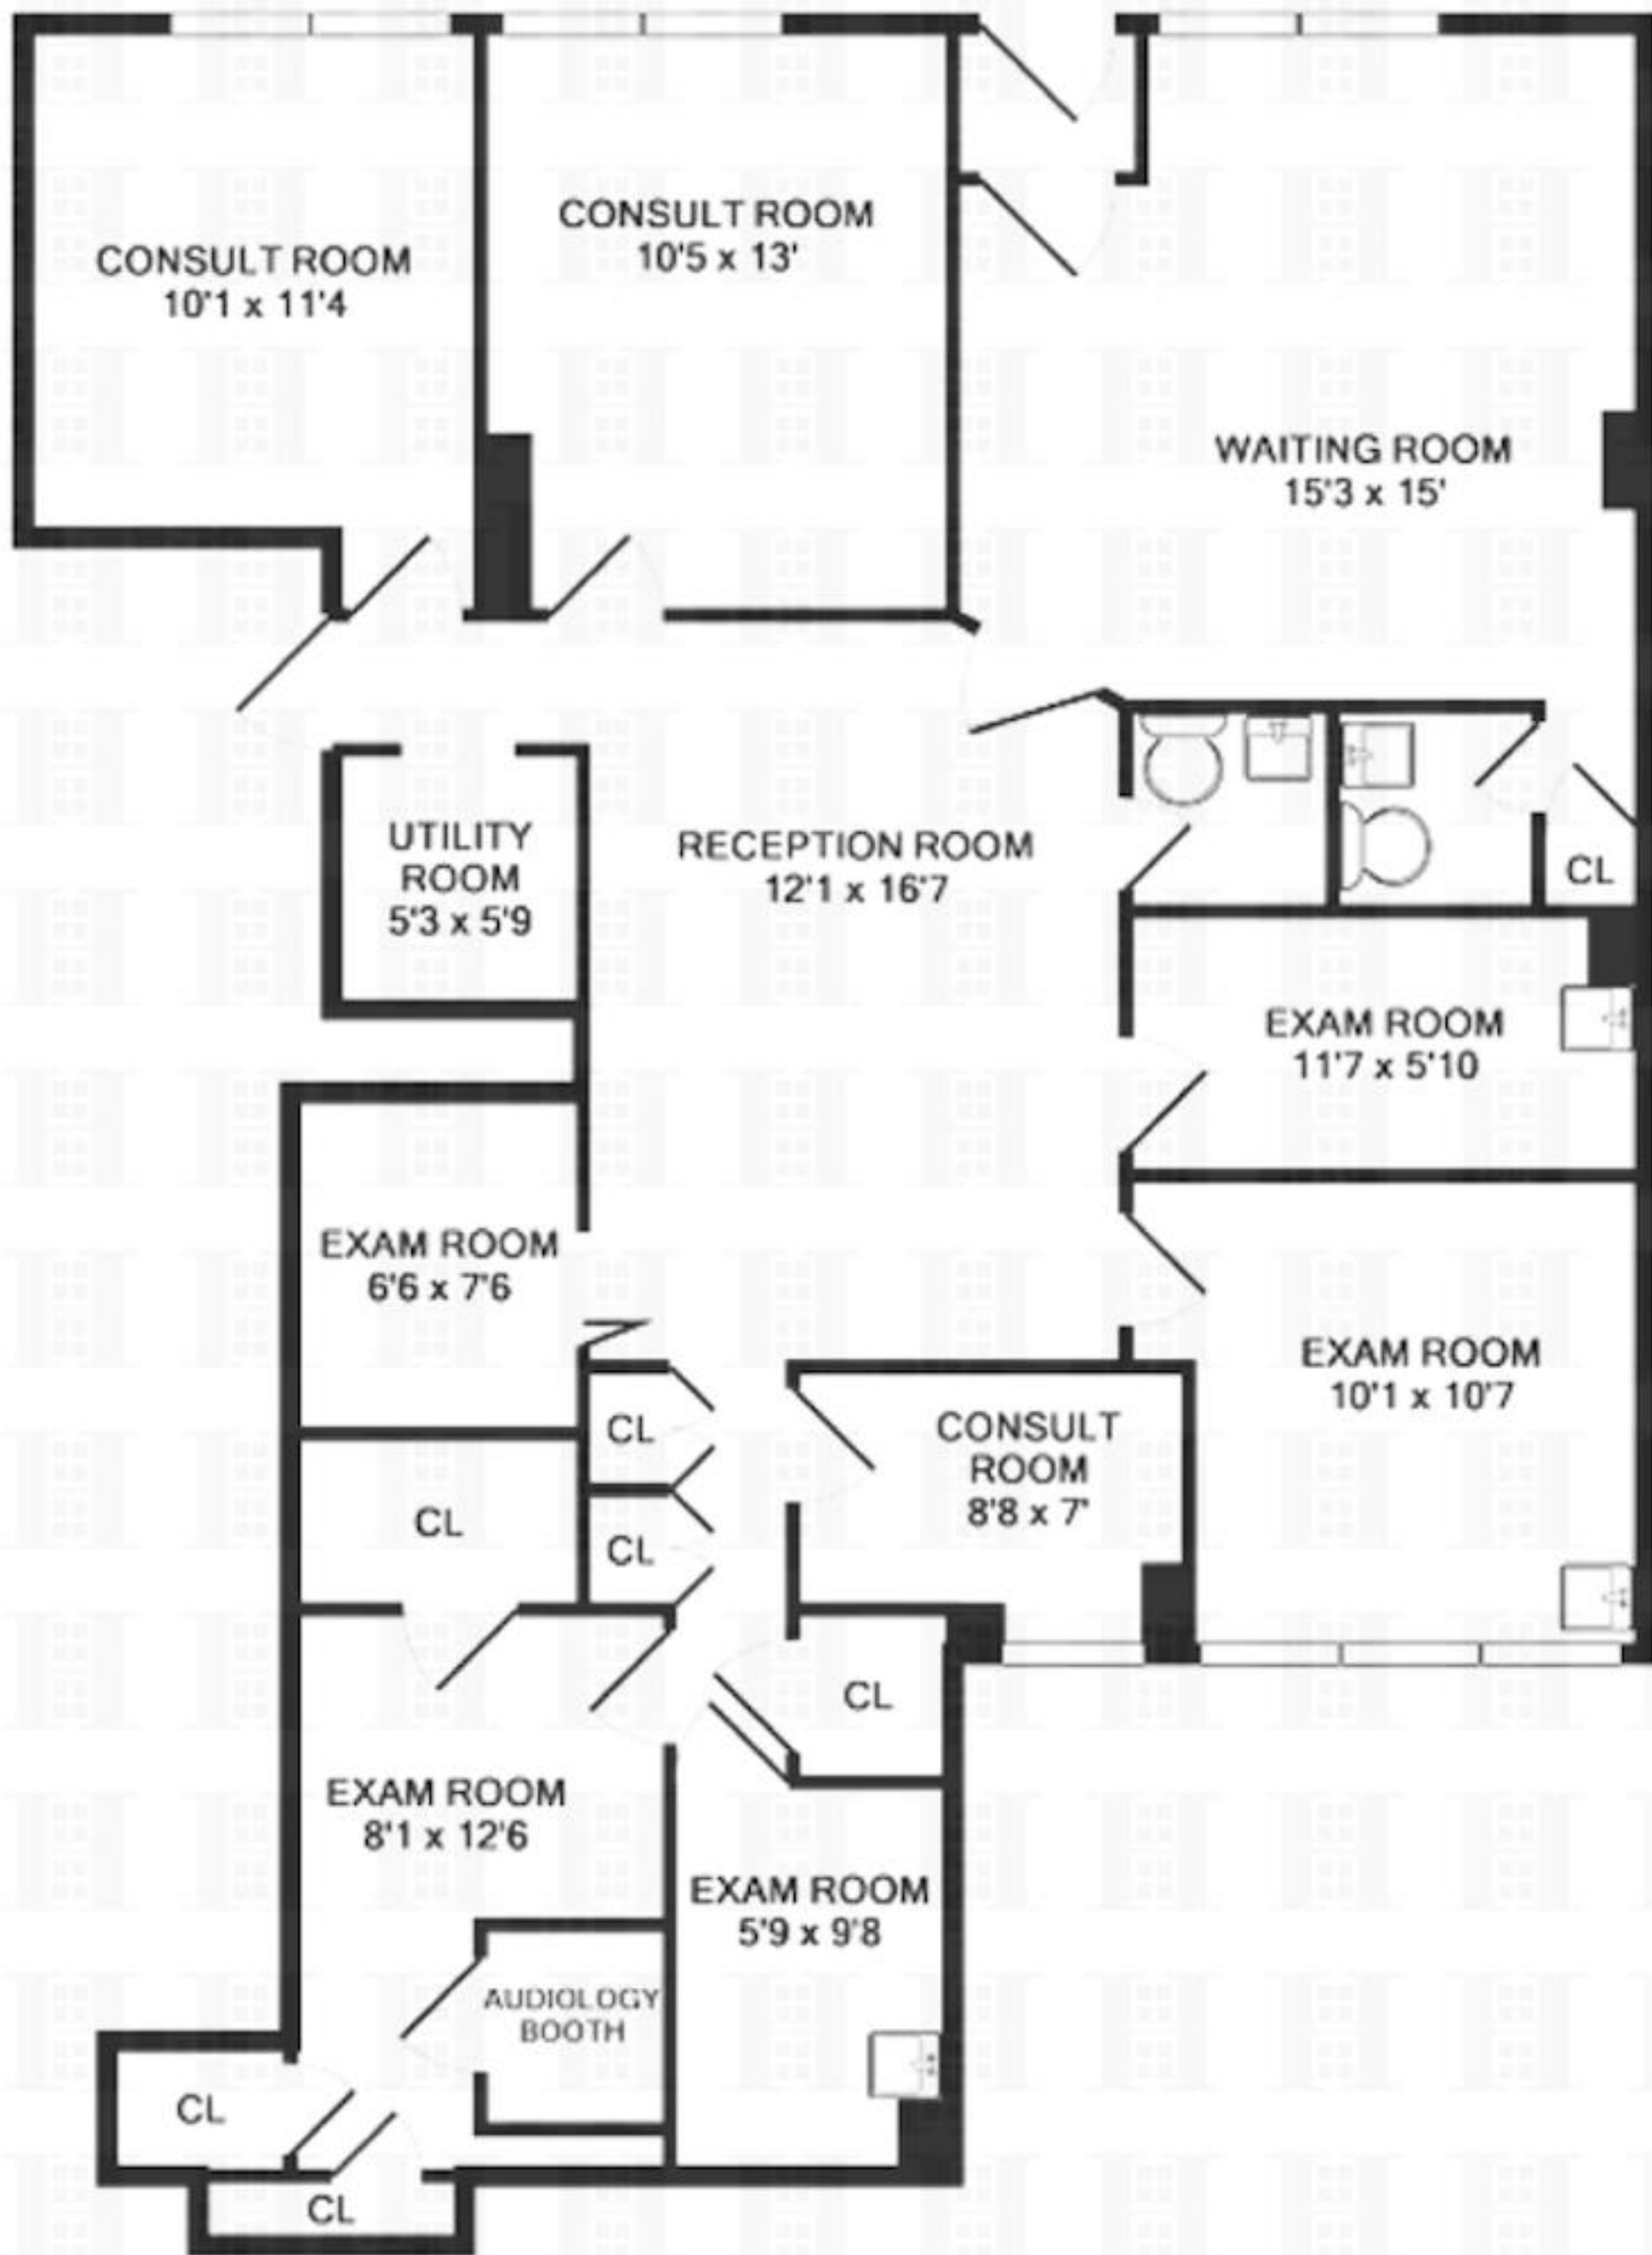 CONSULT ROOM
10'1 x 11'4
CONSULT ROOM
10'5 x 13'
WAITING ROOM
15'3 x 15'
UTILITY
ROOM
5'3 x 5'9
RECEPTION ROOM
12'1 x 16'7
CL
EXAM ROOM
11'7 x 5'10
EXAM ROOM
6'6 x 7'6
EXAM ROOM
10'1 x 10'7
CL
CONSULT
ROOM
8'8 x 7'
CL
CL
CL
EXAM ROOM
8'1 x 12'6
EXAM ROOM
5'9 x 9'8
AUDIOLOGY
BOOTH
CL
CL